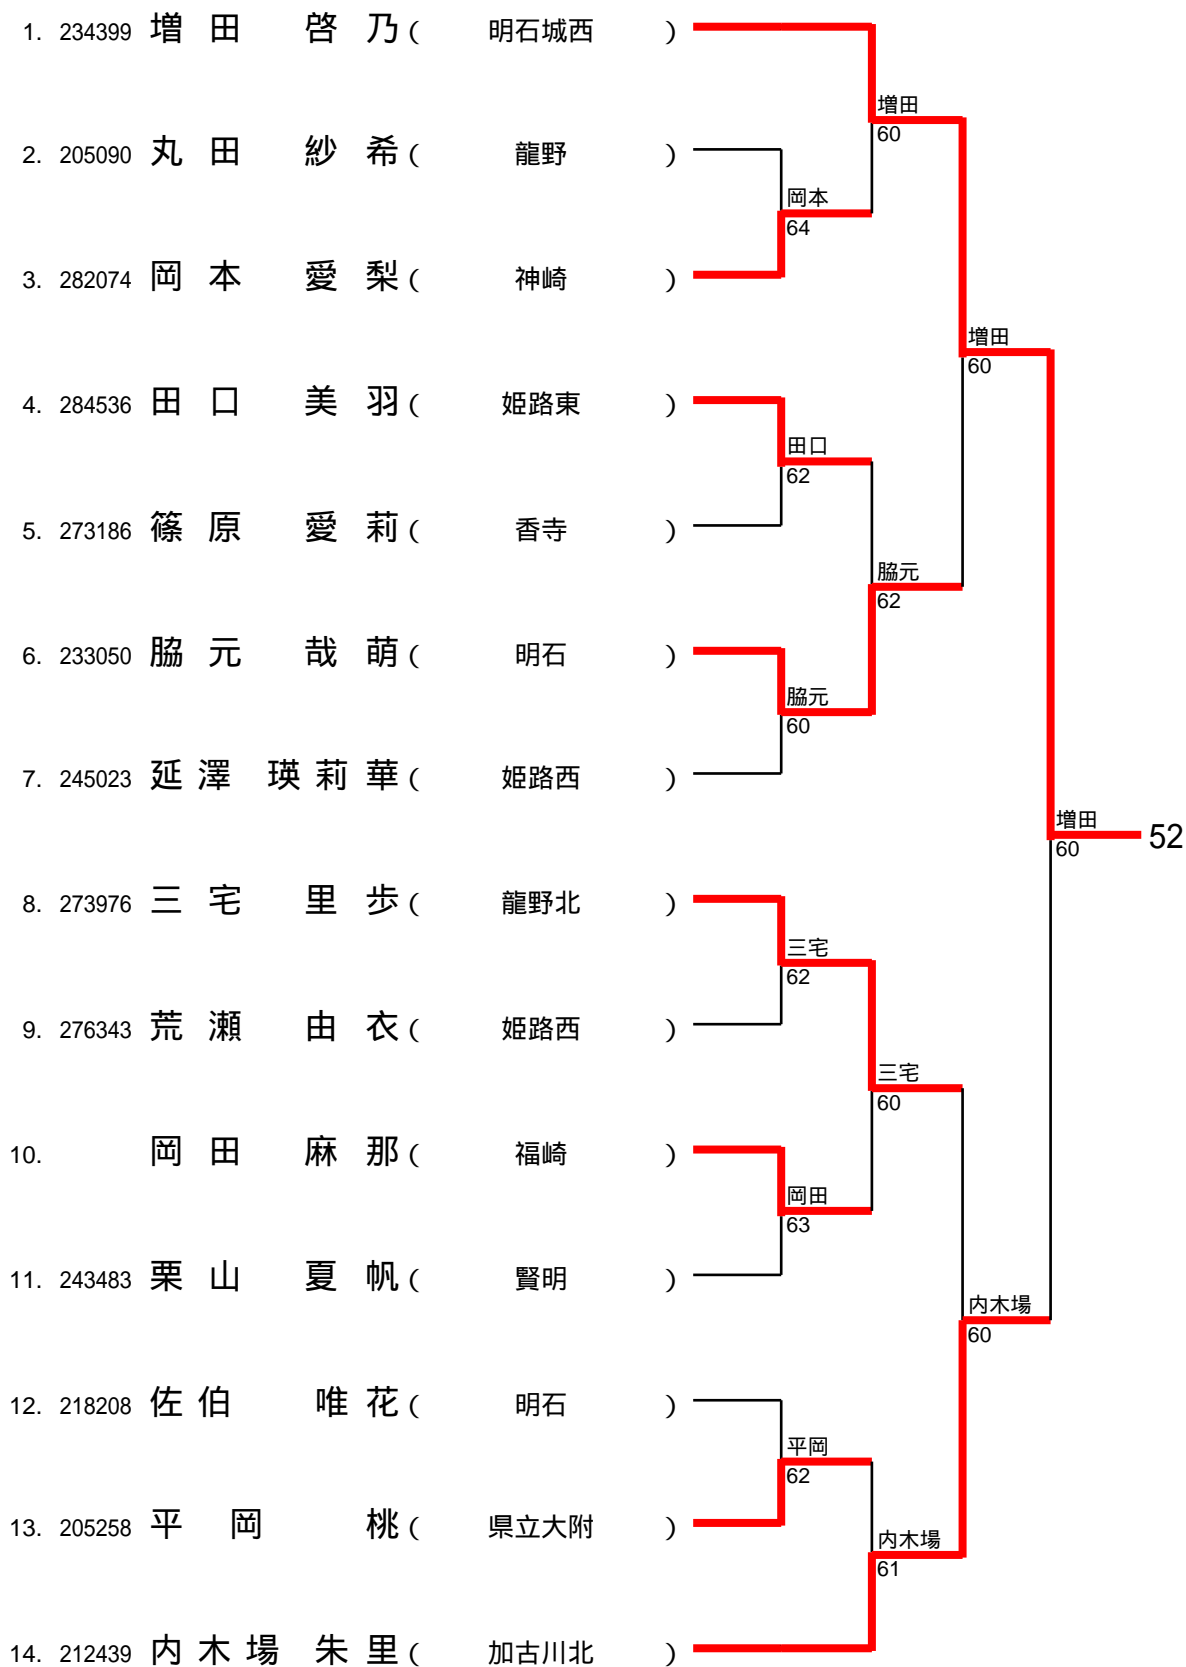 1. 234399 増田 啓乃 ( 明石城西 )
増田
60
2. 205090 丸田 紗希 ( 龍野 )
岡本
64
3. 282074 岡本 愛梨 ( 神崎 )
増田
60
4. 284536 田口 美羽 ( 姫路東 )
田口
62
5. 273186 篠原 愛莉 ( 香寺 )
脇元
62
6. 233050 脇元 哉萌 ( 明石 )
脇元
60
7. 245023 延澤 瑛莉華 ( 姫路西 )
増田
60
52
8. 273976 三宅 里歩 ( 龍野北 )
三宅
62
9. 276343 荒瀬 由衣 ( 姫路西 )
三宅
60
10. 岡田 麻那 ( 福崎 )
岡田
63
11. 243483 栗山 夏帆 ( 賢明 )
内木場
60
12. 218208 佐伯 唯花 ( 明石 )
平岡
62
13. 205258 平岡 桃 ( 県立大附 )
内木場
61
14. 212439 内木場 朱里 ( 加古川北 )